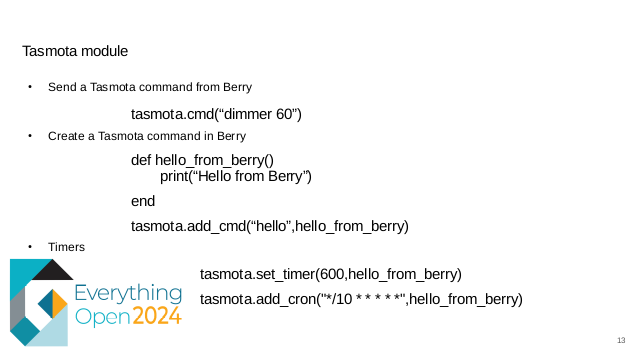 Tasmota module
• Send a Tasmota command from Berry
tasmota.cmd(“dimmer 60”)
• Create a Tasmota command in Berry
def hello_from_berry()
print(“Hello from Berry”)
end
tasmota.add_cmd(“hello”,hello_from_berry)
• Timers
tasmota.set_timer(600,hello_from_berry)
tasmota.add_cron("*/10 * * * * *",hello_from_berry)
Everything
Open2024
13